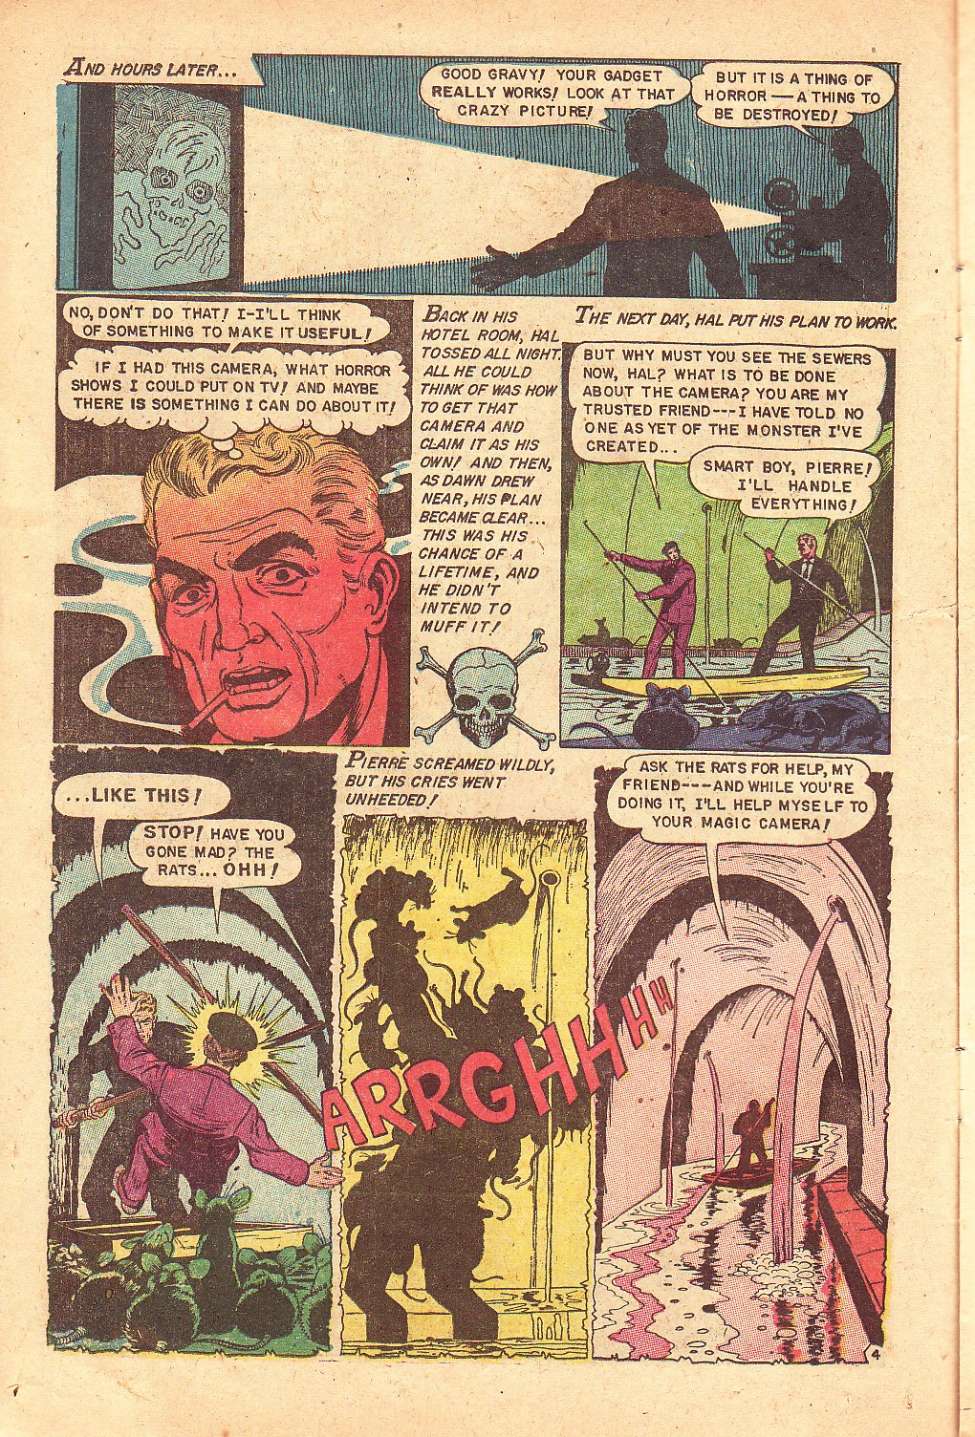 AND HOURS LATER...
GOOD GRAVY! YOUR GADGET
REALLY WORKS! LOOK AT THAT
CRAZY PICTURE!
BUT IT IS A THING OF
HORROR — A THING TO
BE DESTROYED!
NO, DON'T DO THAT! I-I'LL THINK
OF SOMETHING TO MAKE IT USEFUL!
IF I HAD THIS CAMERA, WHAT HORROR
SHOWS I COULD PUT ON TV! AND MAYBE
THERE IS SOMETHING I CAN DO ABOUT IT!
BACK IN HIS
HOTEL ROOM, HAL
TOSSED ALL NIGHT.
ALL HE COULD
THINK OF WAS HOW
TO GET THAT
CAMERA AND
CLAIM IT AS HIS
OWN! AND THEN,
AS DAWN DREW
NEAR, HIS PLAN
BECAME CLEAR...
THIS WAS HIS
CHANCE OF A
LIFETIME, AND
HE DIDN'T
INTEND TO
MUFF IT!
THE NEXT DAY, HAL PUT HIS PLAN TO WORK.
BUT WHY MUST YOU SEE THE SEWERS
NOW, HAL? WHAT IS TO BE DONE
ABOUT THE CAMERA? YOU ARE MY
TRUSTED FRIEND---I HAVE TOLD NO
ONE AS YET OF THE MONSTER I'VE
CREATED...
SMART BOY, PIERRE!
I'LL HANDLE
EVERYTHING!
...LIKE THIS!
STOP! HAVE YOU
GONE MAD? THE
RATS... OHH!
PIERRE SCREAMED WILDLY,
BUT HIS CRIES WENT
UNHEEDED!
ARRGHHHH
ASK THE RATS FOR HELP, MY
FRIEND---AND WHILE YOU'RE
DOING IT, I'LL HELP MYSELF TO
YOUR MAGIC CAMERA!
4